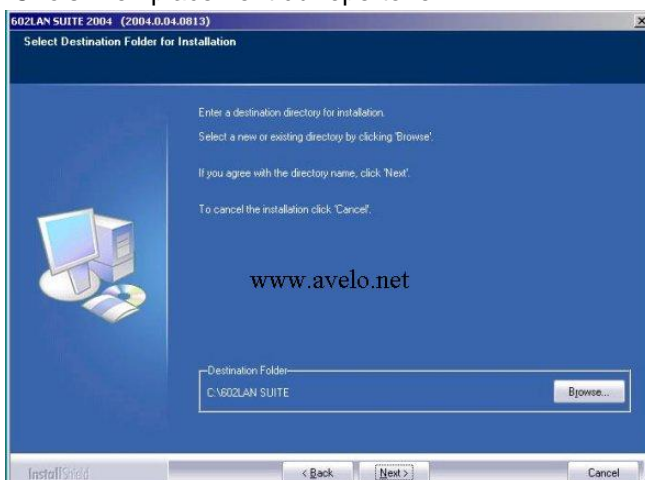 602LAN SUITE 2004 (2004.0.04.0813)
Select Destination Folder for Installation
Enter a destination directory for installation.
Select a new or existing directory by clicking 'Browse'.
If you agree with the directory name, click 'Next'.
To cancel the installation click 'Cancel'.
www.avelo.net
Destination Folder
C:\602LAN SUITE
Browse...
InstallShield
< Back
Next >
Cancel